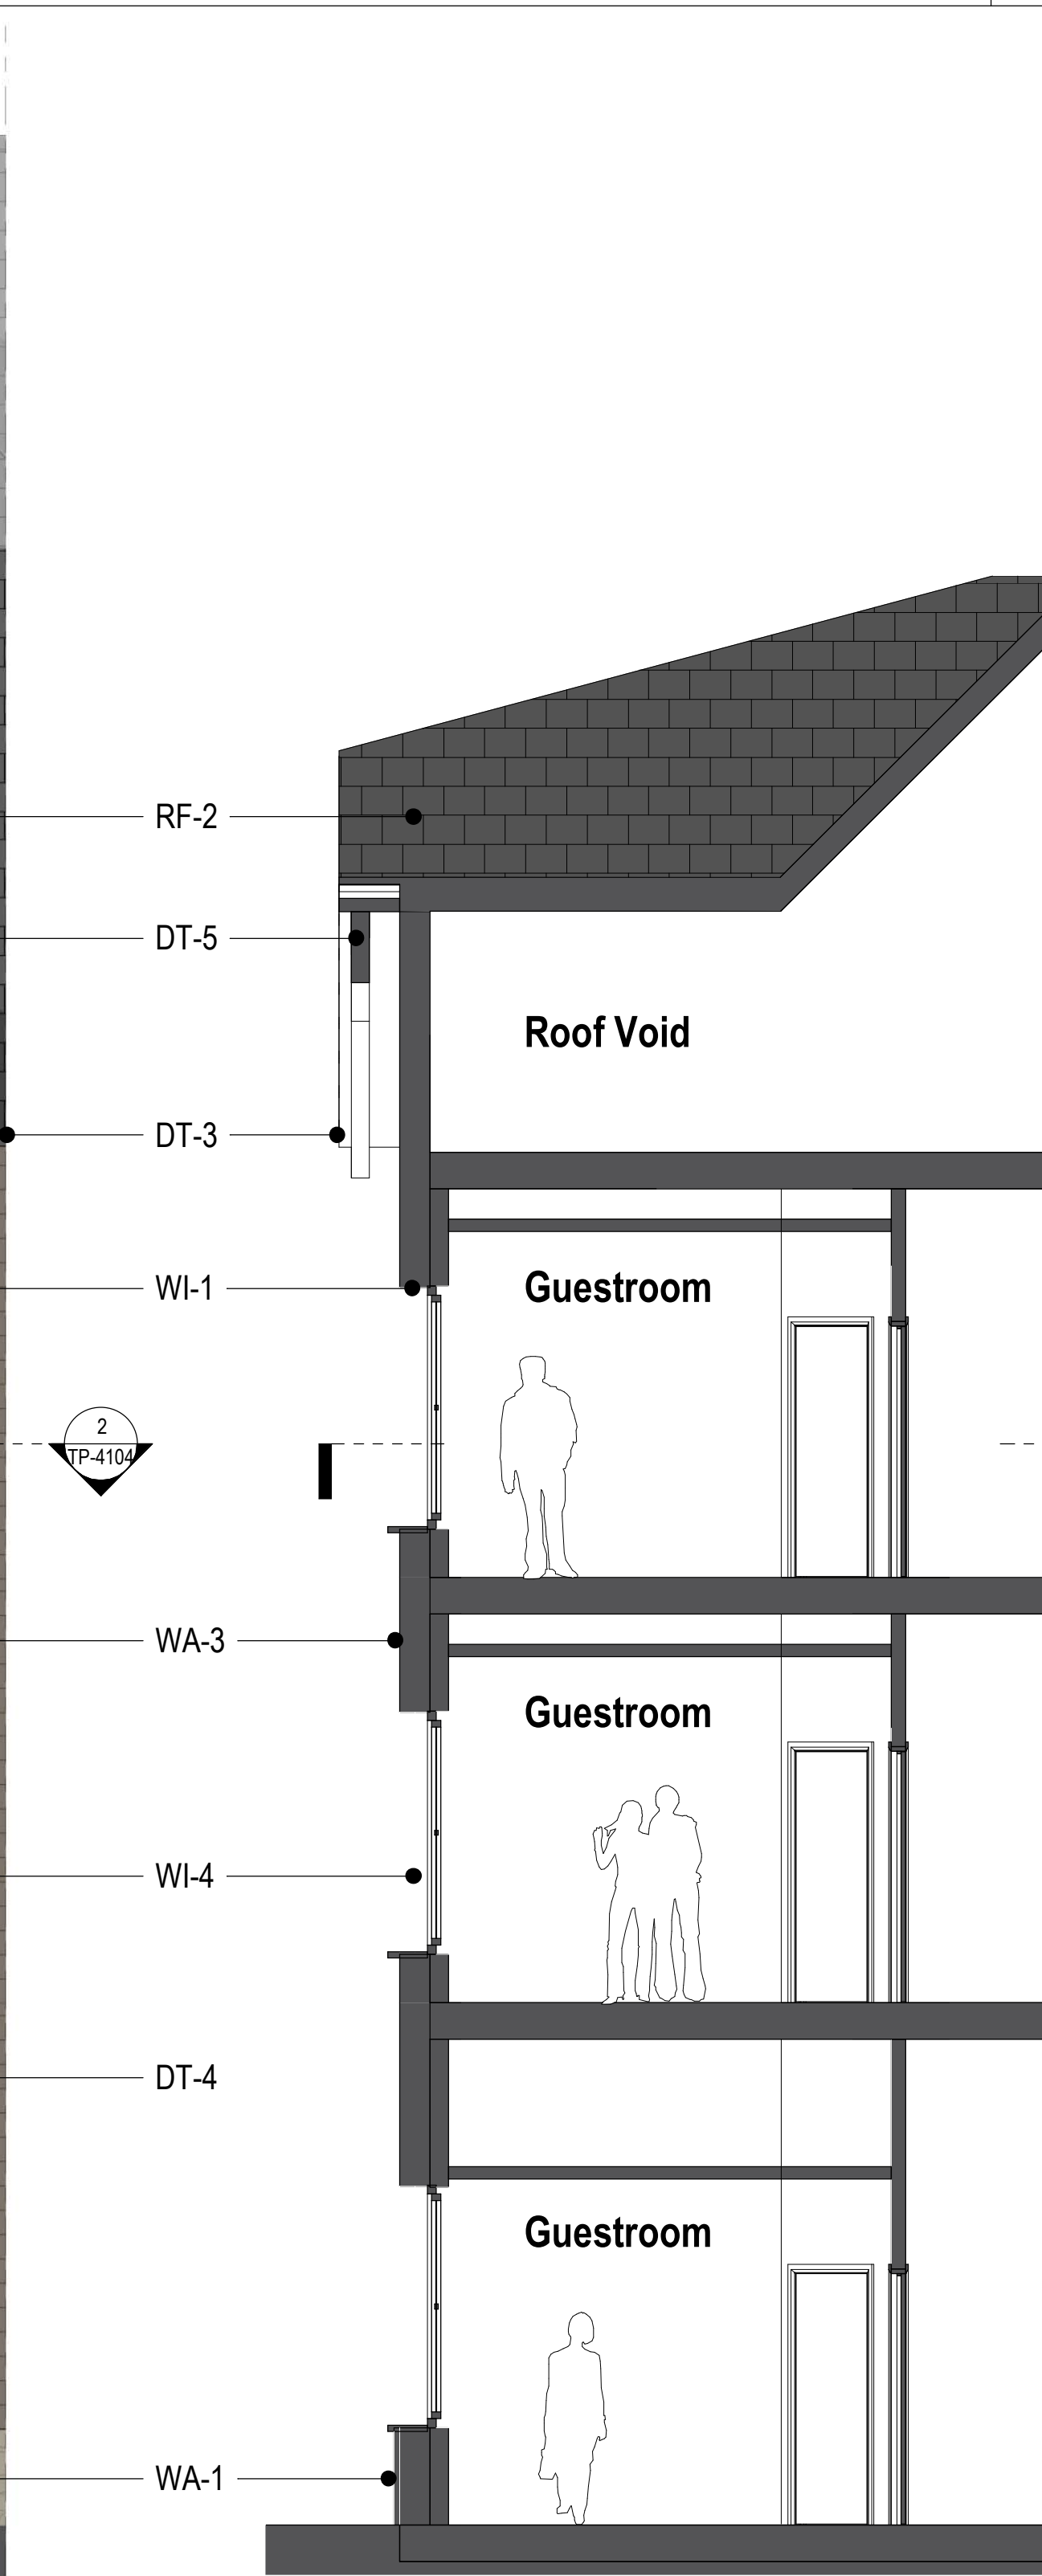 RF-2
DT-5
Roof Void
DT-3
WI-1
Guestroom
2
TP-4104
WA-3
Guestroom
WI-4
DT-4
Guestroom
WA-1